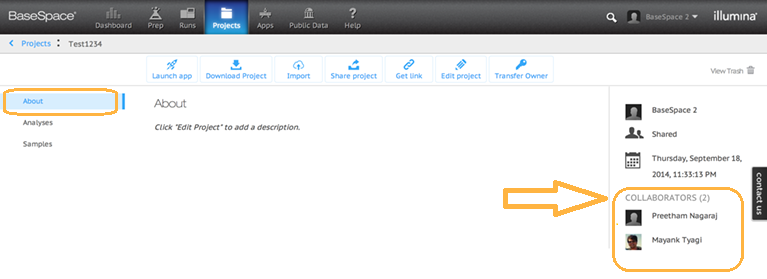 BaseSpace®
Dashboard
Prep
Runs
Projects
Apps
Public Data
Help
BaseSpace 2
illumina®
Projects : Test1234
Launch app
Download Project
Import
Share project
Get link
Edit project
Transfer Owner
View Trash
About
Analyses
Samples
About
Click "Edit Project" to add a description.
BaseSpace 2
Shared
Thursday, September 18,
2014, 11:33:13 PM
COLLABORATORS (2)
Preetham Nagaraj
Mayank Tyagi
contact us